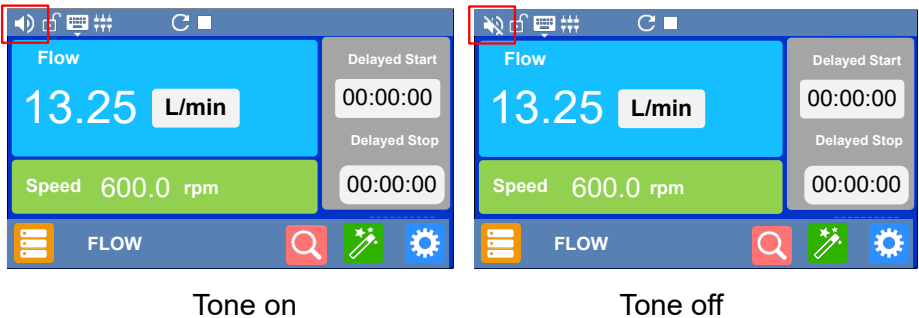 Flow
13.25 L/min
Speed 600.0 rpm
Delayed Start
00:00:00
Delayed Stop
00:00:00
FLOW
Tone on
Flow
13.25 L/min
Speed 600.0 rpm
Delayed Start
00:00:00
Delayed Stop
00:00:00
FLOW
Tone off